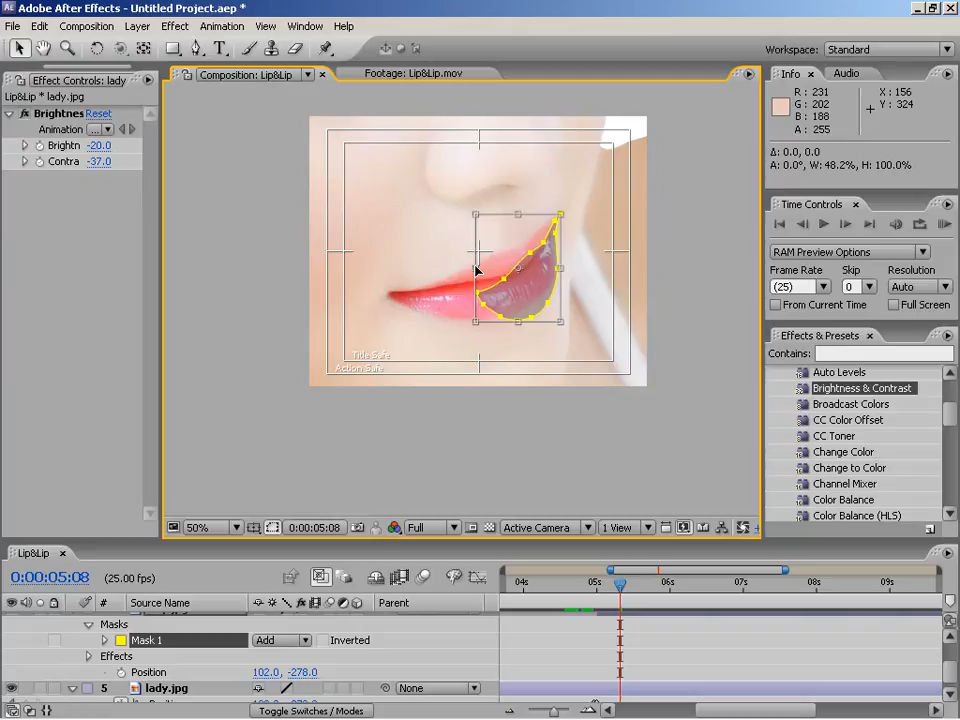 Adobe After Effects - Untitled Project.aep *
File Edit Composition Layer Effect Animation View Window Help
Workspace: Standard
Effect Controls: lady
Lip&Lip * lady.jpg
Brightnes Reset
Animation ...
Brightn -20.0
Contra -37.0
Composition: Lip&Lip
Footage: Lip&Lip.mov
Title Safe
Action Safe
50% 0:00:05:08 Full Active Camera 1 View
Info Audio
R: 231 X: 156
G: 202 Y: 324
B: 188
A: 255
Δ: 0.0, 0.0
A: 0.0°, W: 48.2%, H: 100.0%
Time Controls
RAM Preview Options
Frame Rate Skip Resolution
(25) 0 Auto
From Current Time Full Screen
Effects & Presets
Contains:
Auto Levels
Brightness & Contrast
Broadcast Colors
CC Color Offset
CC Toner
Change Color
Change to Color
Channel Mixer
Color Balance
Color Balance (HLS)
Lip&Lip
0:00:05:08 (25.00 fps)
04s 05s 06s 07s 08s 09s
# Source Name Parent
Masks
Mask 1 Add Inverted
Effects
Position 102.0, -278.0
5 lady.jpg None
Toggle Switches / Modes